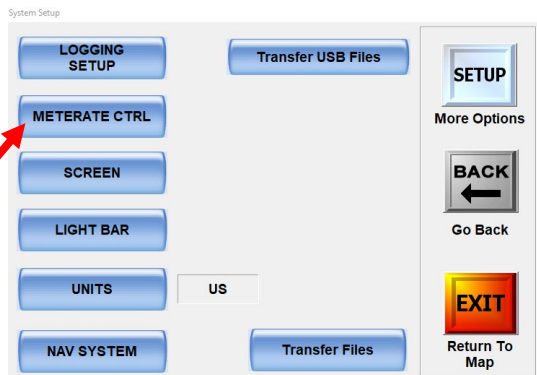 System Setup
LOGGING
SETUP
Transfer USB Files
METERATE CTRL
SCREEN
LIGHT BAR
UNITS
US
NAV SYSTEM
Transfer Files
SETUP
More Options
BACK
Go Back
EXIT
Return To
Map